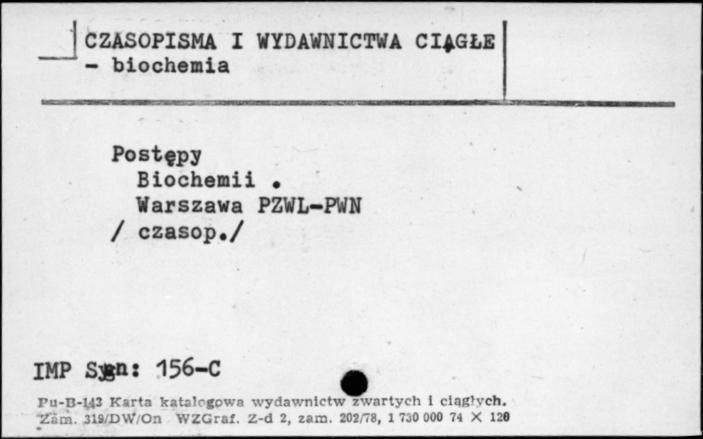 CZASOPISMA I WYDAWNICTWA CIĄGŁE
- biochemia
Postępy
Biochemii .
Warszawa PZWL-PWN
/ czasop./
IMP Sygn: 156-C
Pu-B-143 Karta katalogowa wydawnictw zwartych i ciągłych.
Zam. 319/DW/On WZGraf. Z-d 2, zam. 202/78, 1 730 000 74 X 120